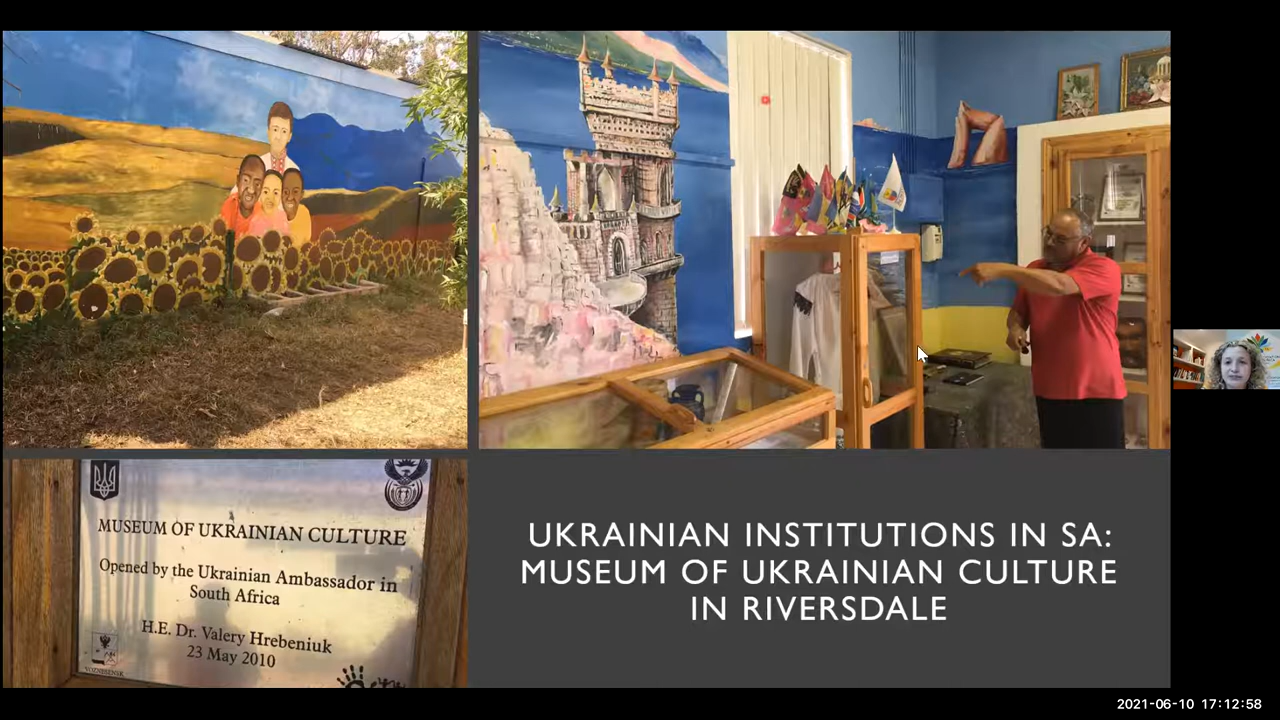 MUSEUM OF UKRAINIAN CULTURE
Opened by the Ukrainian Ambassador in
South Africa
H.E. Dr. Valery Hrebeniuk
23 May 2010
VOZNESENSK
UKRAINIAN INSTITUTIONS IN SA:
MUSEUM OF UKRAINIAN CULTURE
IN RIVERSDALE
2021-06-10 17:12:58